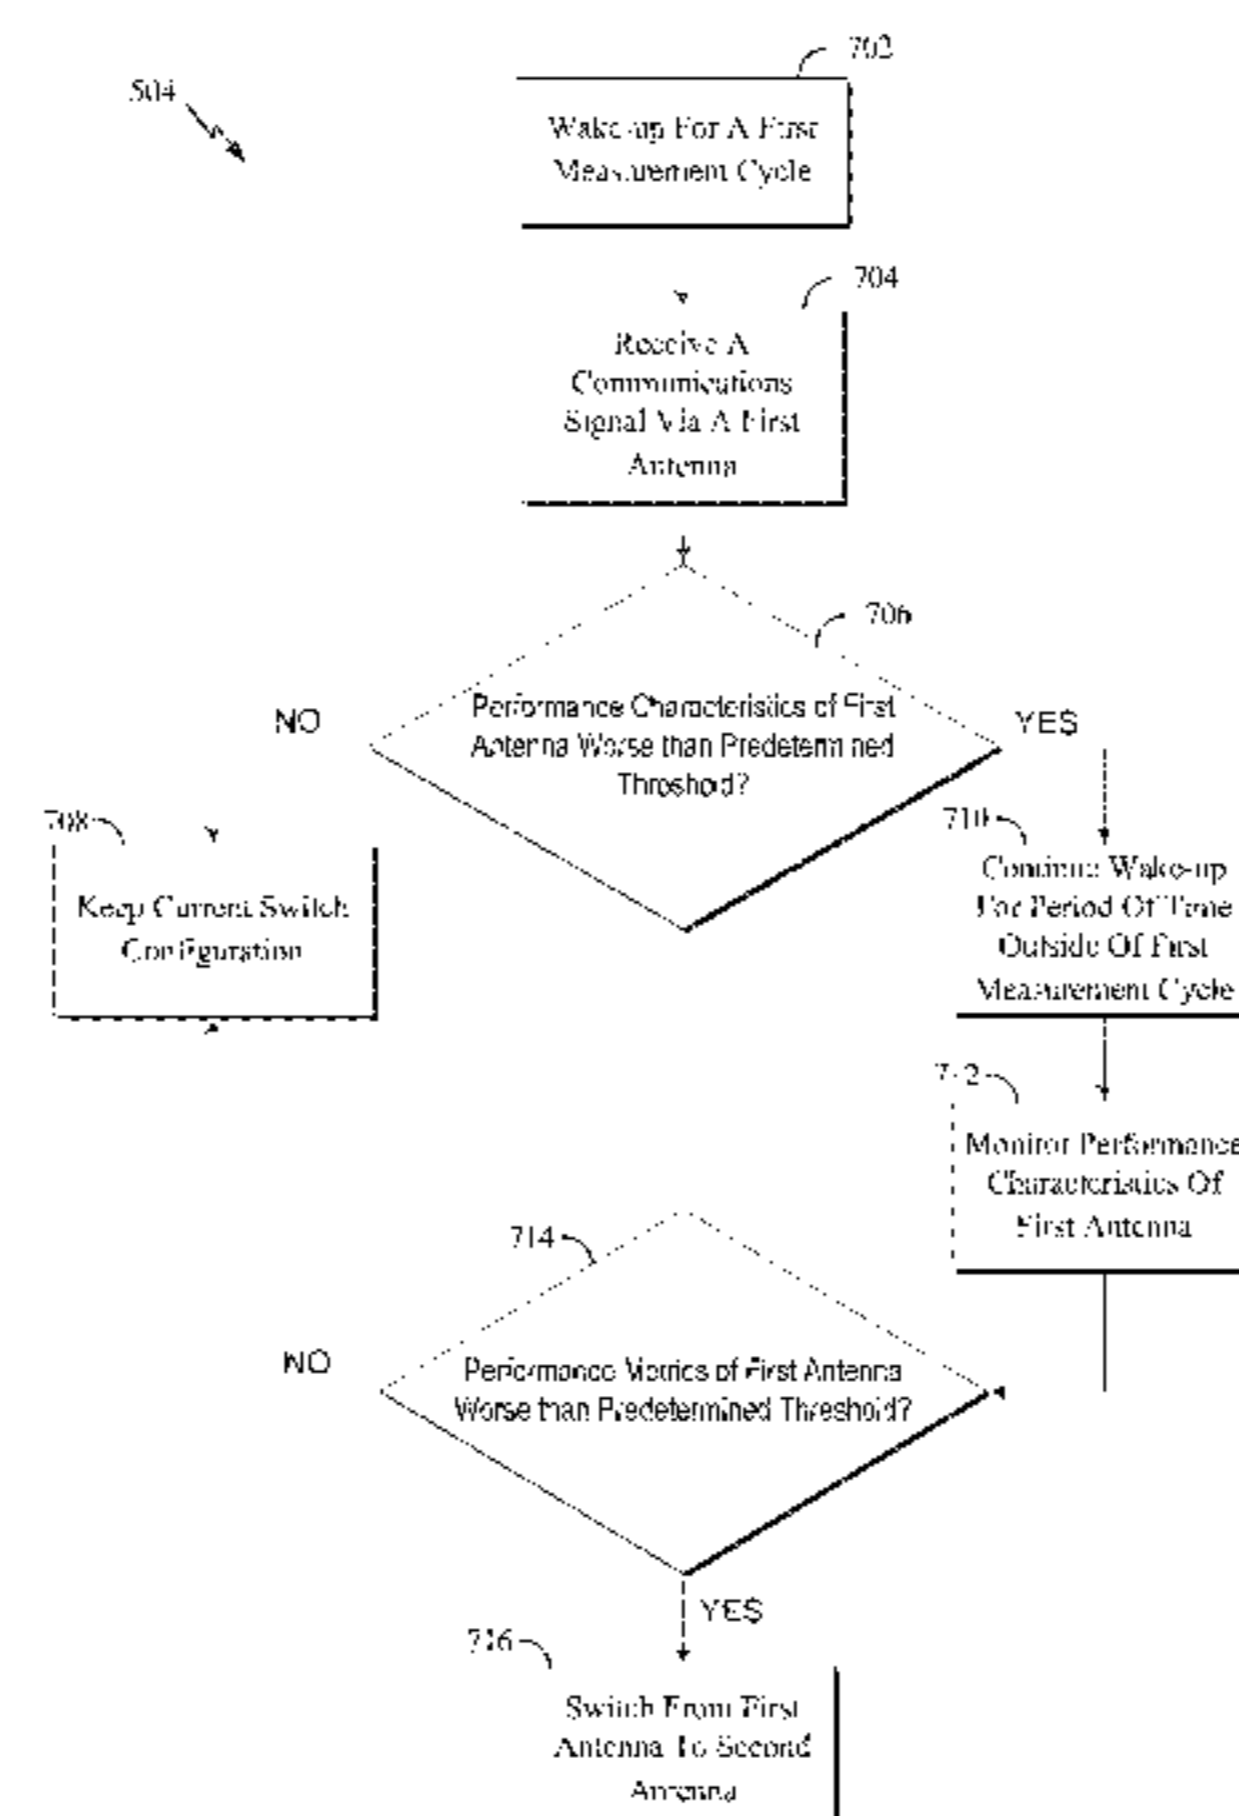 504
702
Wake-up For A First
Measurement Cycle
704
Receive A
Communications
Signal Via A First
Antenna
706
NO
Performance Characteristics of First
Antenna Worse than Predetermined
Threshold?
YES
708
Keep Current Switch
Configuration
710
Continue Wake-up
For Period Of Time
Outside Of First
Measurement Cycle
712
Monitor Performance
Characteristics Of
First Antenna
714
NO
Performance Metrics of First Antenna
Worse than Predetermined Threshold?
YES
716
Switch From First
Antenna To Second
Antenna